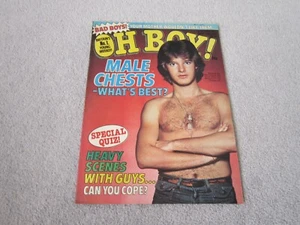 BAD BOYS!
BRITAIN'S
No.1
OH BOY!
MALE
CHESTS
-WHAT'S BEST?
SPECIAL
QUIZ!
HEAVY
SCENES
WITH GUYS....
CAN YOU COPE?